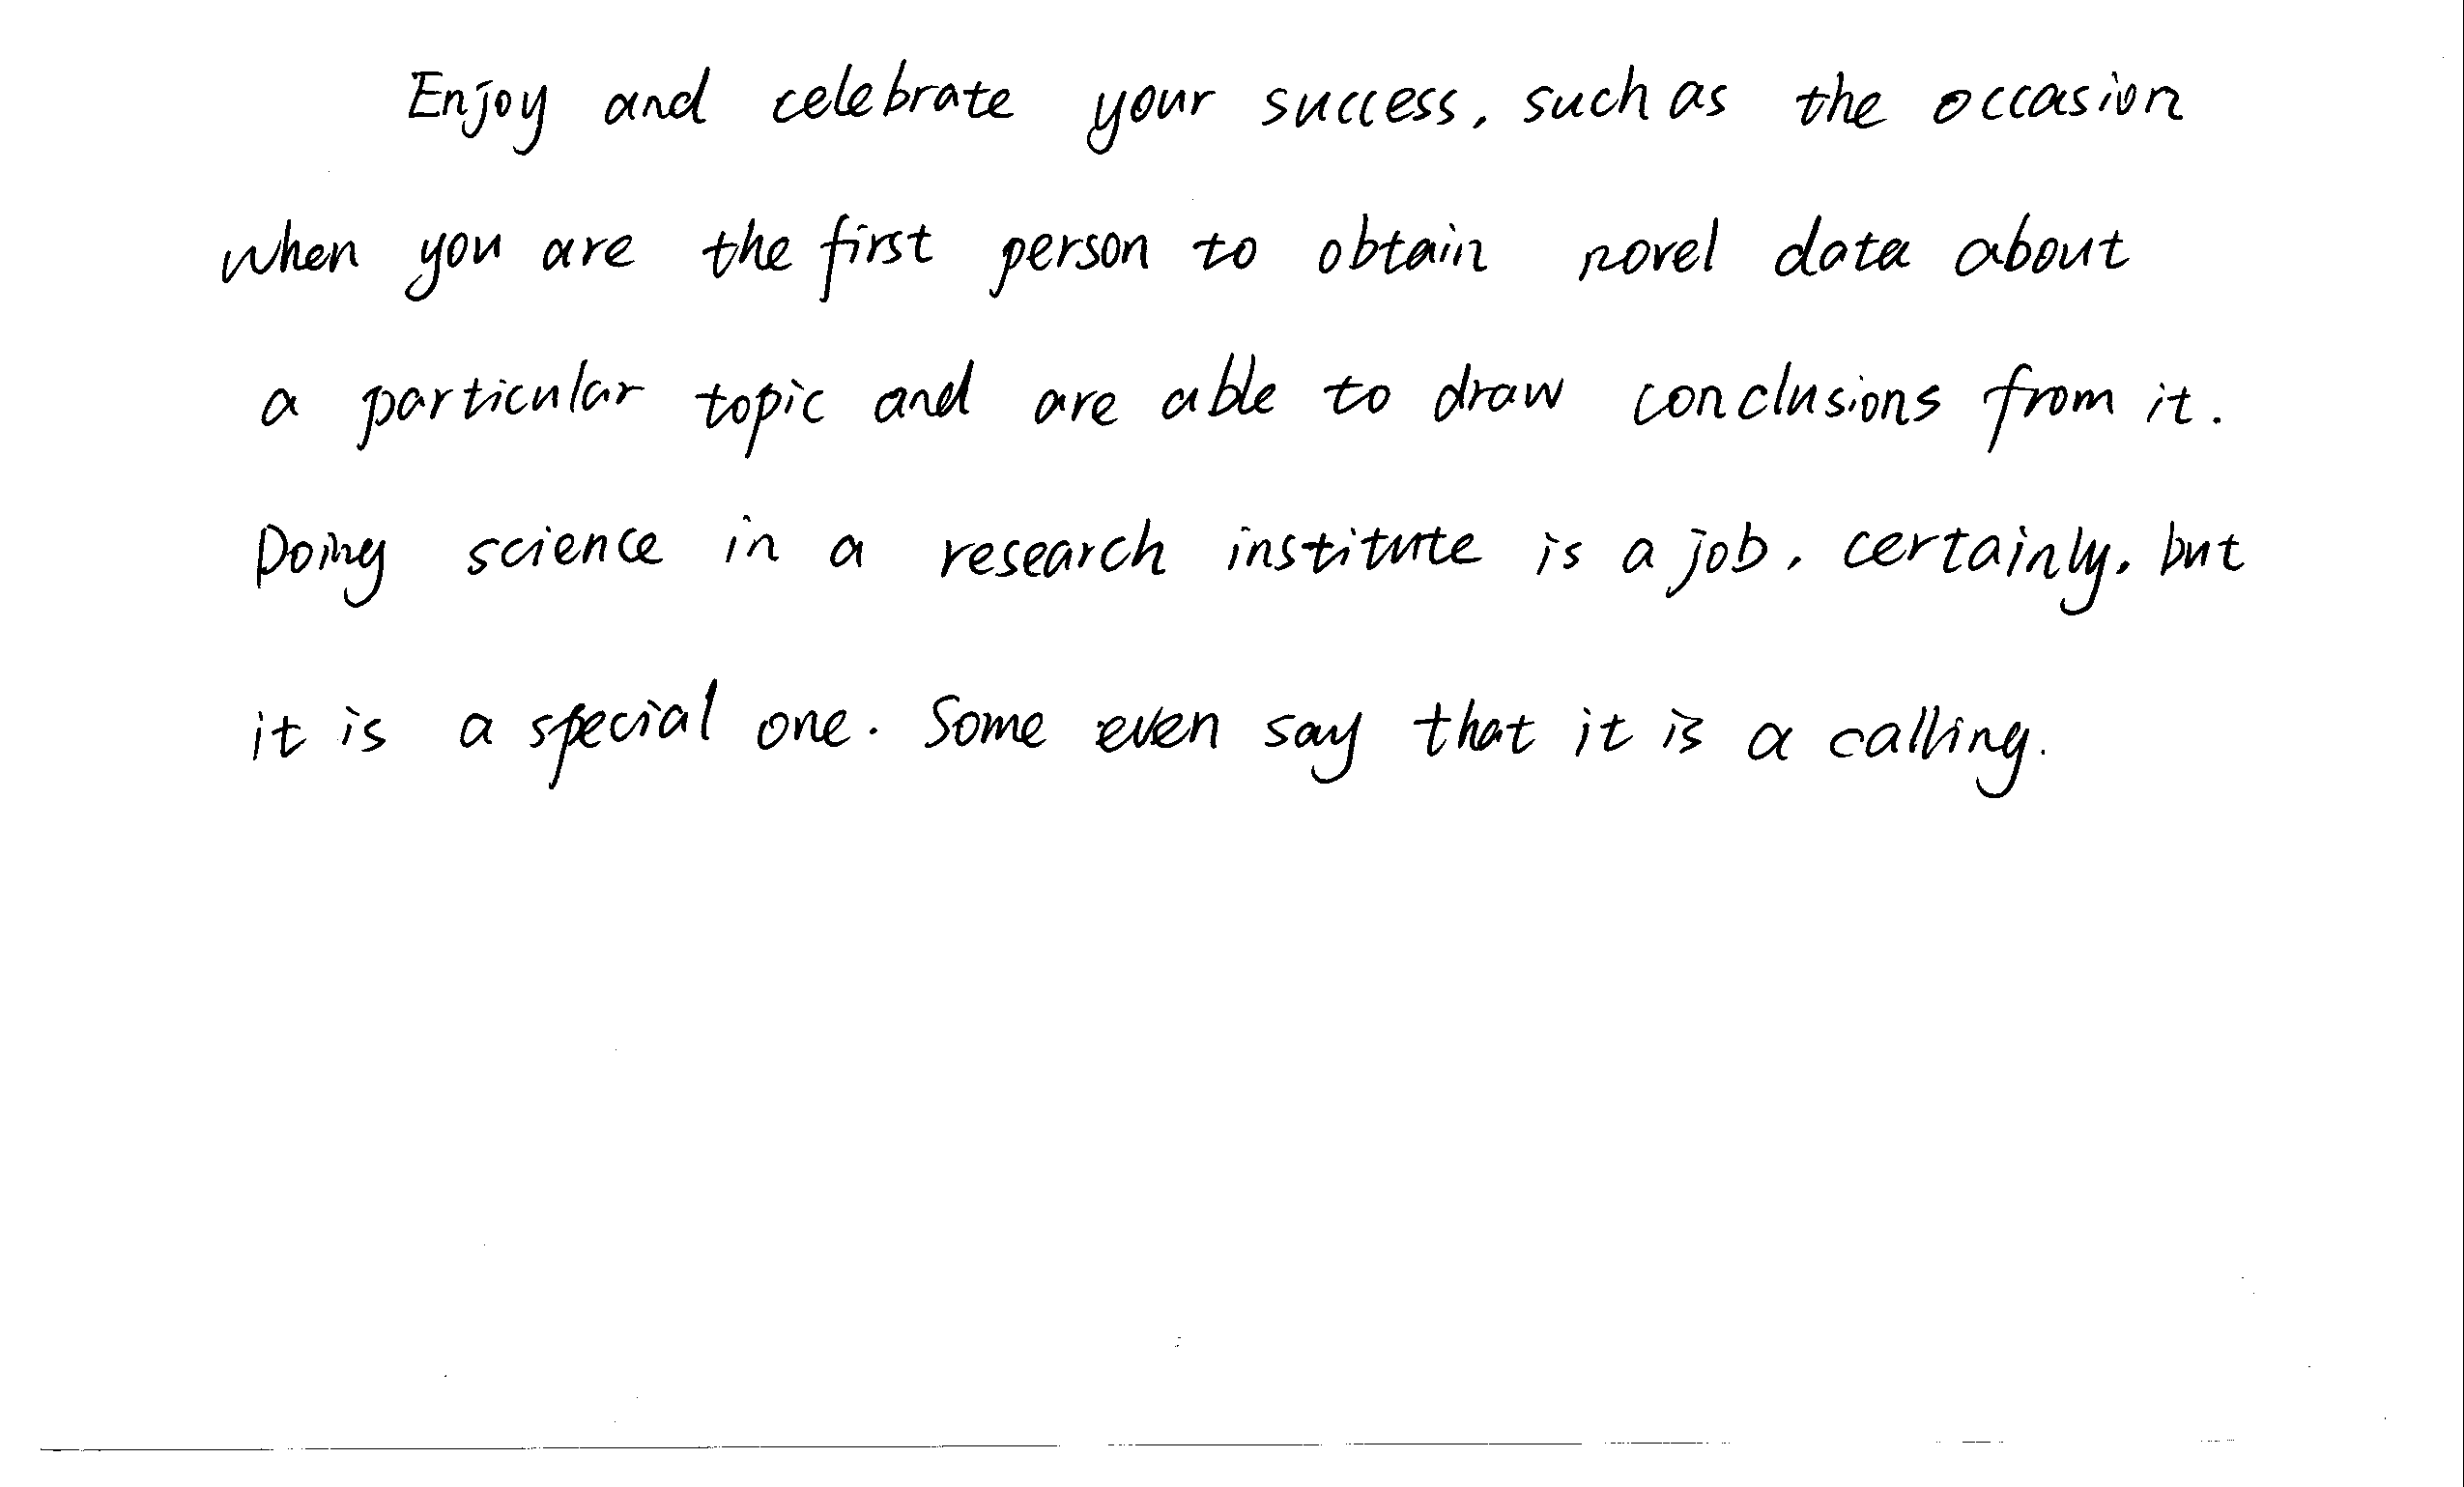 Enjoy and celebrate your success, such as the occasion
when you are the first person to obtain novel data about
a particular topic and are able to draw conclusions from it.
Doing science in a research institute is a job, certainly, but
it is a special one. Some even say that it is a calling.